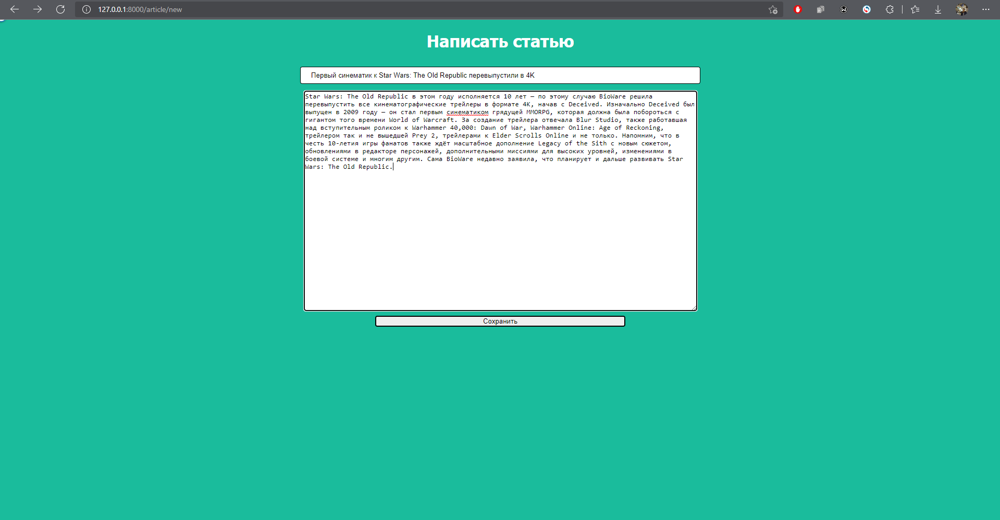 127.0.0.1:8000/article/new
Написать статью
Первый синематик к Star Wars: The Old Republic перевыпустили в 4K
Star Wars: The Old Republic в этом году исполняется 10 лет — по этому случаю BioWare решила
перевыпустить все кинематографические трейлеры в формате 4K, начав с Deceived. Изначально Deceived был
выпущен в 2009 году — он стал первым синематиком грядущей MMORPG, которая должна была побороться с
гигантом того времени World of Warcraft. За создание трейлера отвечала Blur Studio, также работавшая
над вступительным роликом к Warhammer 40,000: Dawn of War, Warhammer Online: Age of Reckoning,
трейлером так и не вышедшей Prey 2, трейлерами к Elder Scrolls Online и не только. Напомним, что в
честь 10-летия игры фанатов также ждёт масштабное дополнение Legacy of the Sith с новым сюжетом,
обновлениями в редакторе персонажей, дополнительными миссиями для высоких уровней, изменениями в
боевой системе и многим другим. Сама BioWare недавно заявила, что планирует и дальше развивать Star
Wars: The Old Republic.
Сохранить